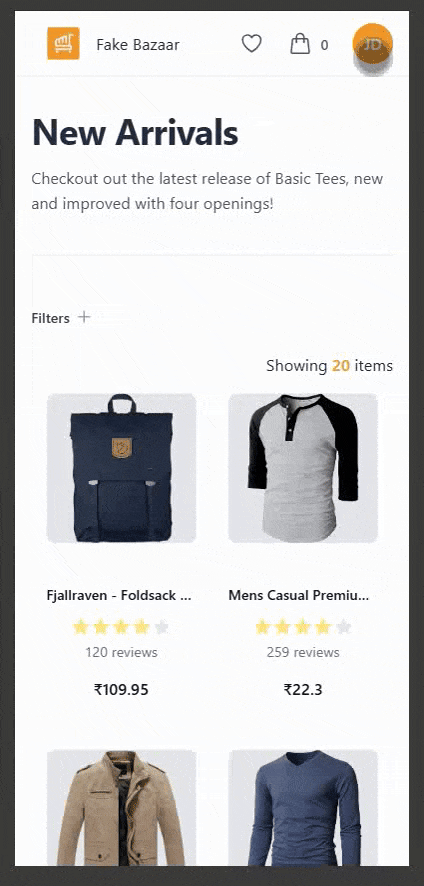 Fake Bazaar
0
JD
New Arrivals
Checkout out the latest release of Basic Tees, new
and improved with four openings!
Filters
Showing 20 items
Fjallraven - Foldsack ...
120 reviews
₹109.95
Mens Casual Premiu...
259 reviews
₹22.3